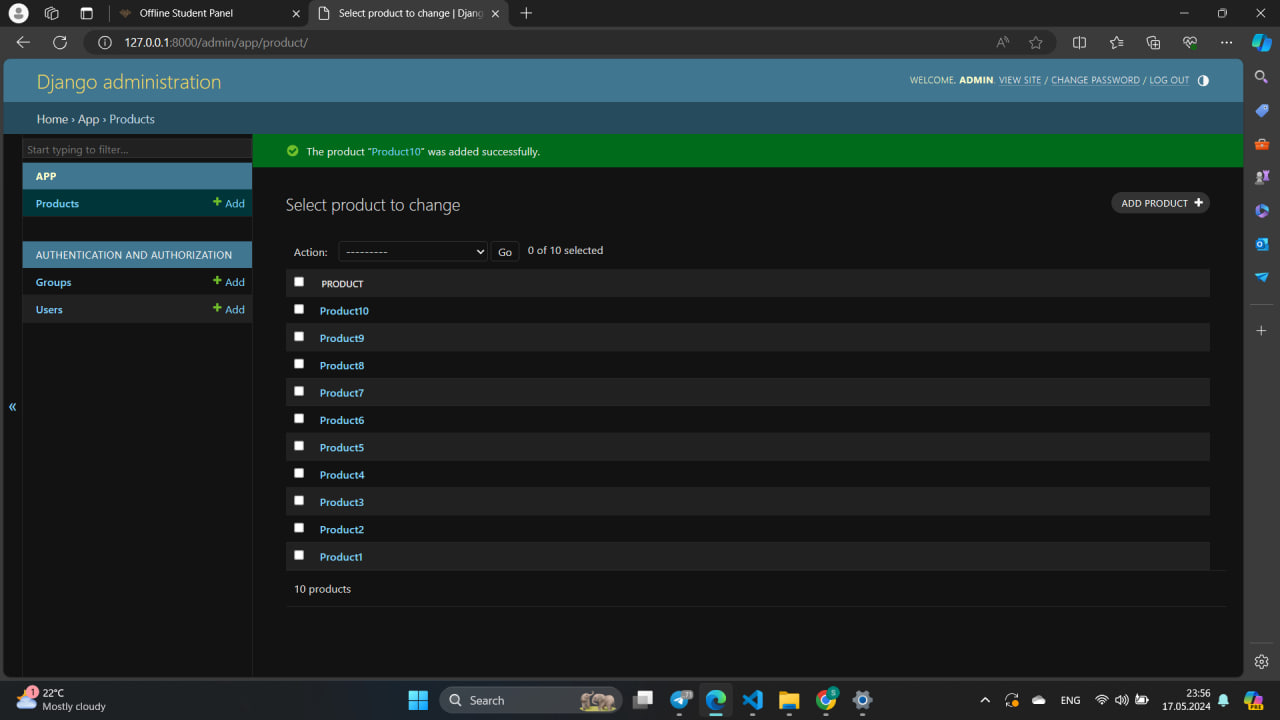 Offline Student Panel
Select product to change | Djang
127.0.0.1:8000/admin/app/product/
Django administration
WELCOME, ADMIN. VIEW SITE / CHANGE PASSWORD / LOG OUT
Home › App › Products
Start typing to filter...
The product “Product10” was added successfully.
APP
Products
Add
AUTHENTICATION AND AUTHORIZATION
Groups
Add
Users
Add
«
Select product to change
ADD PRODUCT
Action:
---------
Go
0 of 10 selected
PRODUCT
Product10
Product9
Product8
Product7
Product6
Product5
Product4
Product3
Product2
Product1
10 products
1
22°C
Mostly cloudy
Search
71
S
ENG
23:56
17.05.2024
PRE